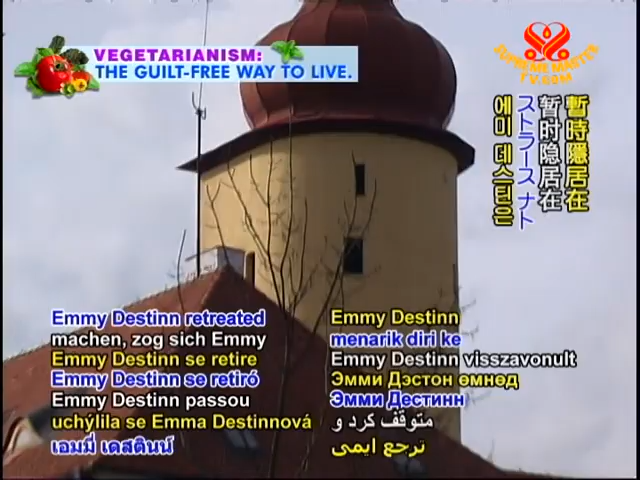 VEGETARIANISM:
THE GUILT-FREE WAY TO LIVE.
SUPREME MASTER
TV.COM
暫時隱居在
暂时隐居在
ストラース ナト
에미 데스틴은
Emmy Destinn retreated
machen, zog sich Emmy
Emmy Destinn se retire
Emmy Destinn se retiró
Emmy Destinn passou
uchýlila se Emma Destinnová
เอมมี่ เดสตินน์
Emmy Destinn
menarik diri ke
Emmy Destinn visszavonult
Эмми Дэстон өмнөд
Эмми Дестинн
متوقف كرد و
ترجع ايمي